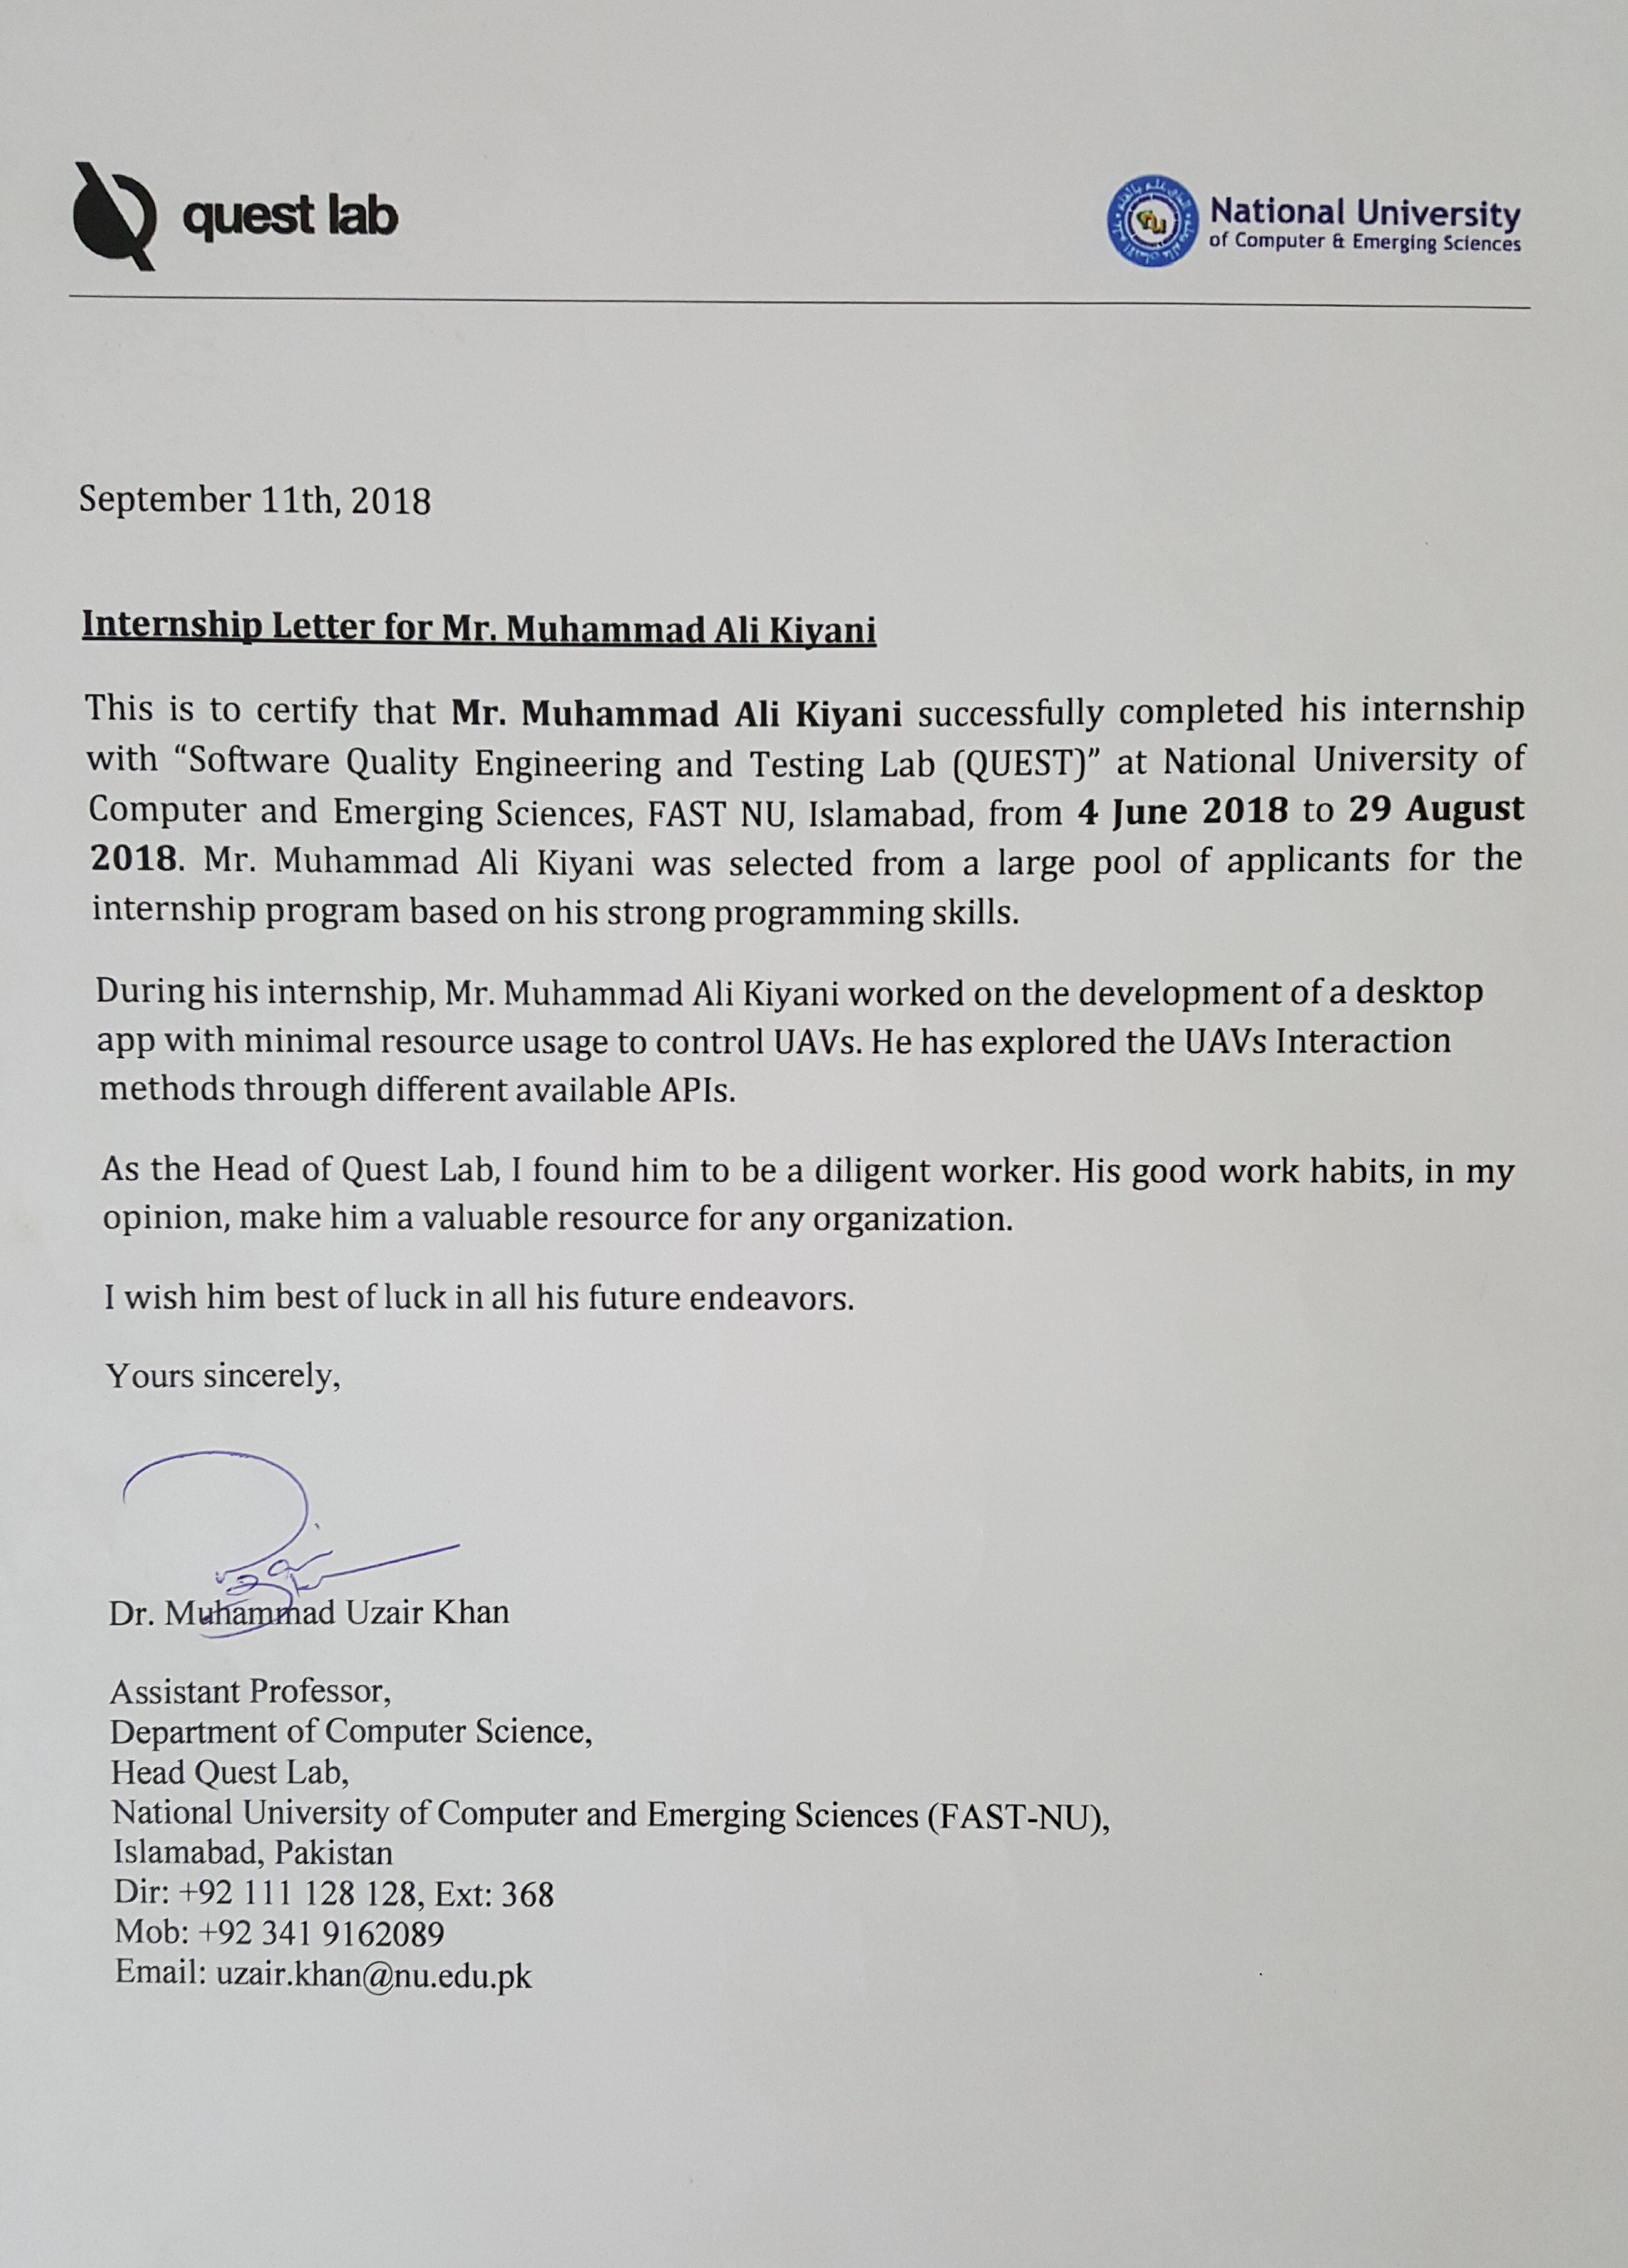 quest lab
National University
of Computer & Emerging Sciences
September 11th, 2018
Internship Letter for Mr. Muhammad Ali Kiyani
This is to certify that Mr. Muhammad Ali Kiyani successfully completed his internship
with “Software Quality Engineering and Testing Lab (QUEST)” at National University of
Computer and Emerging Sciences, FAST NU, Islamabad, from 4 June 2018 to 29 August
2018. Mr. Muhammad Ali Kiyani was selected from a large pool of applicants for the
internship program based on his strong programming skills.
During his internship, Mr. Muhammad Ali Kiyani worked on the development of a desktop
app with minimal resource usage to control UAVs. He has explored the UAVs Interaction
methods through different available APIs.
As the Head of Quest Lab, I found him to be a diligent worker. His good work habits, in my
opinion, make him a valuable resource for any organization.
I wish him best of luck in all his future endeavors.
Yours sincerely,
Dr. Muhammad Uzair Khan
Assistant Professor,
Department of Computer Science,
Head Quest Lab,
National University of Computer and Emerging Sciences (FAST-NU),
Islamabad, Pakistan
Dir: +92 111 128 128, Ext: 368
Mob: +92 341 9162089
Email: uzair.khan@nu.edu.pk